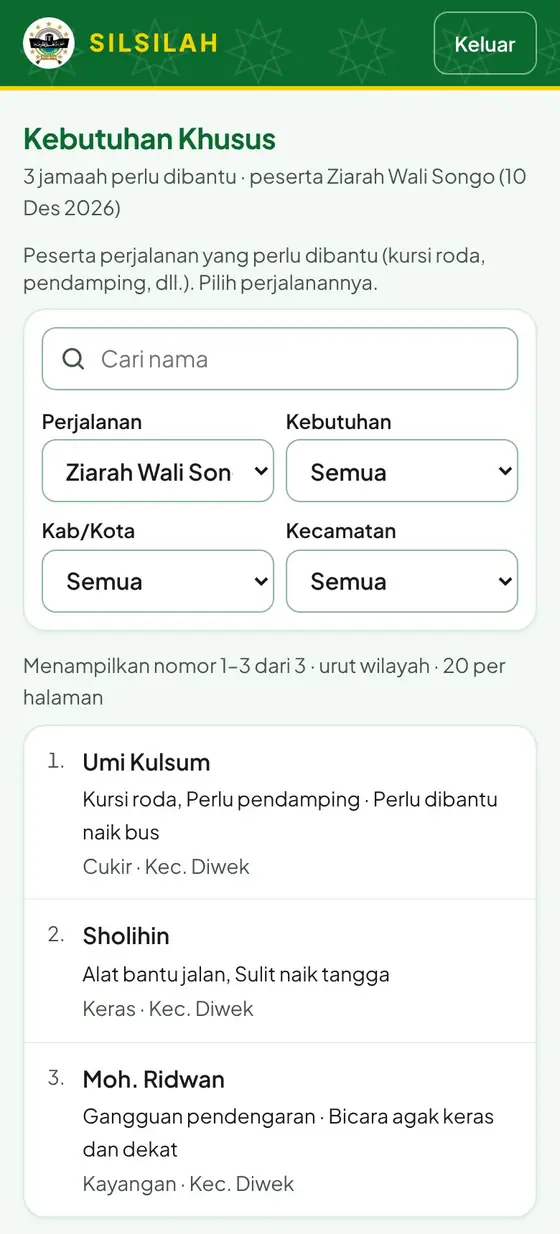 SILSILAH
Keluar
Kebutuhan Khusus
3 jamaah perlu dibantu · peserta Ziarah Wali Songo (10
Des 2026)
Peserta perjalanan yang perlu dibantu (kursi roda,
pendamping, dll.). Pilih perjalanannya.
Cari nama
Perjalanan
Kebutuhan
Ziarah Wali Son
Semua
Kab/Kota
Kecamatan
Semua
Semua
Menampilkan nomor 1–3 dari 3 · urut wilayah · 20 per
halaman
1. Umi Kulsum
Kursi roda, Perlu pendamping · Perlu dibantu
naik bus
Cukir · Kec. Diwek
2. Sholihin
Alat bantu jalan, Sulit naik tangga
Keras · Kec. Diwek
3. Moh. Ridwan
Gangguan pendengaran · Bicara agak keras
dan dekat
Kayangan · Kec. Diwek